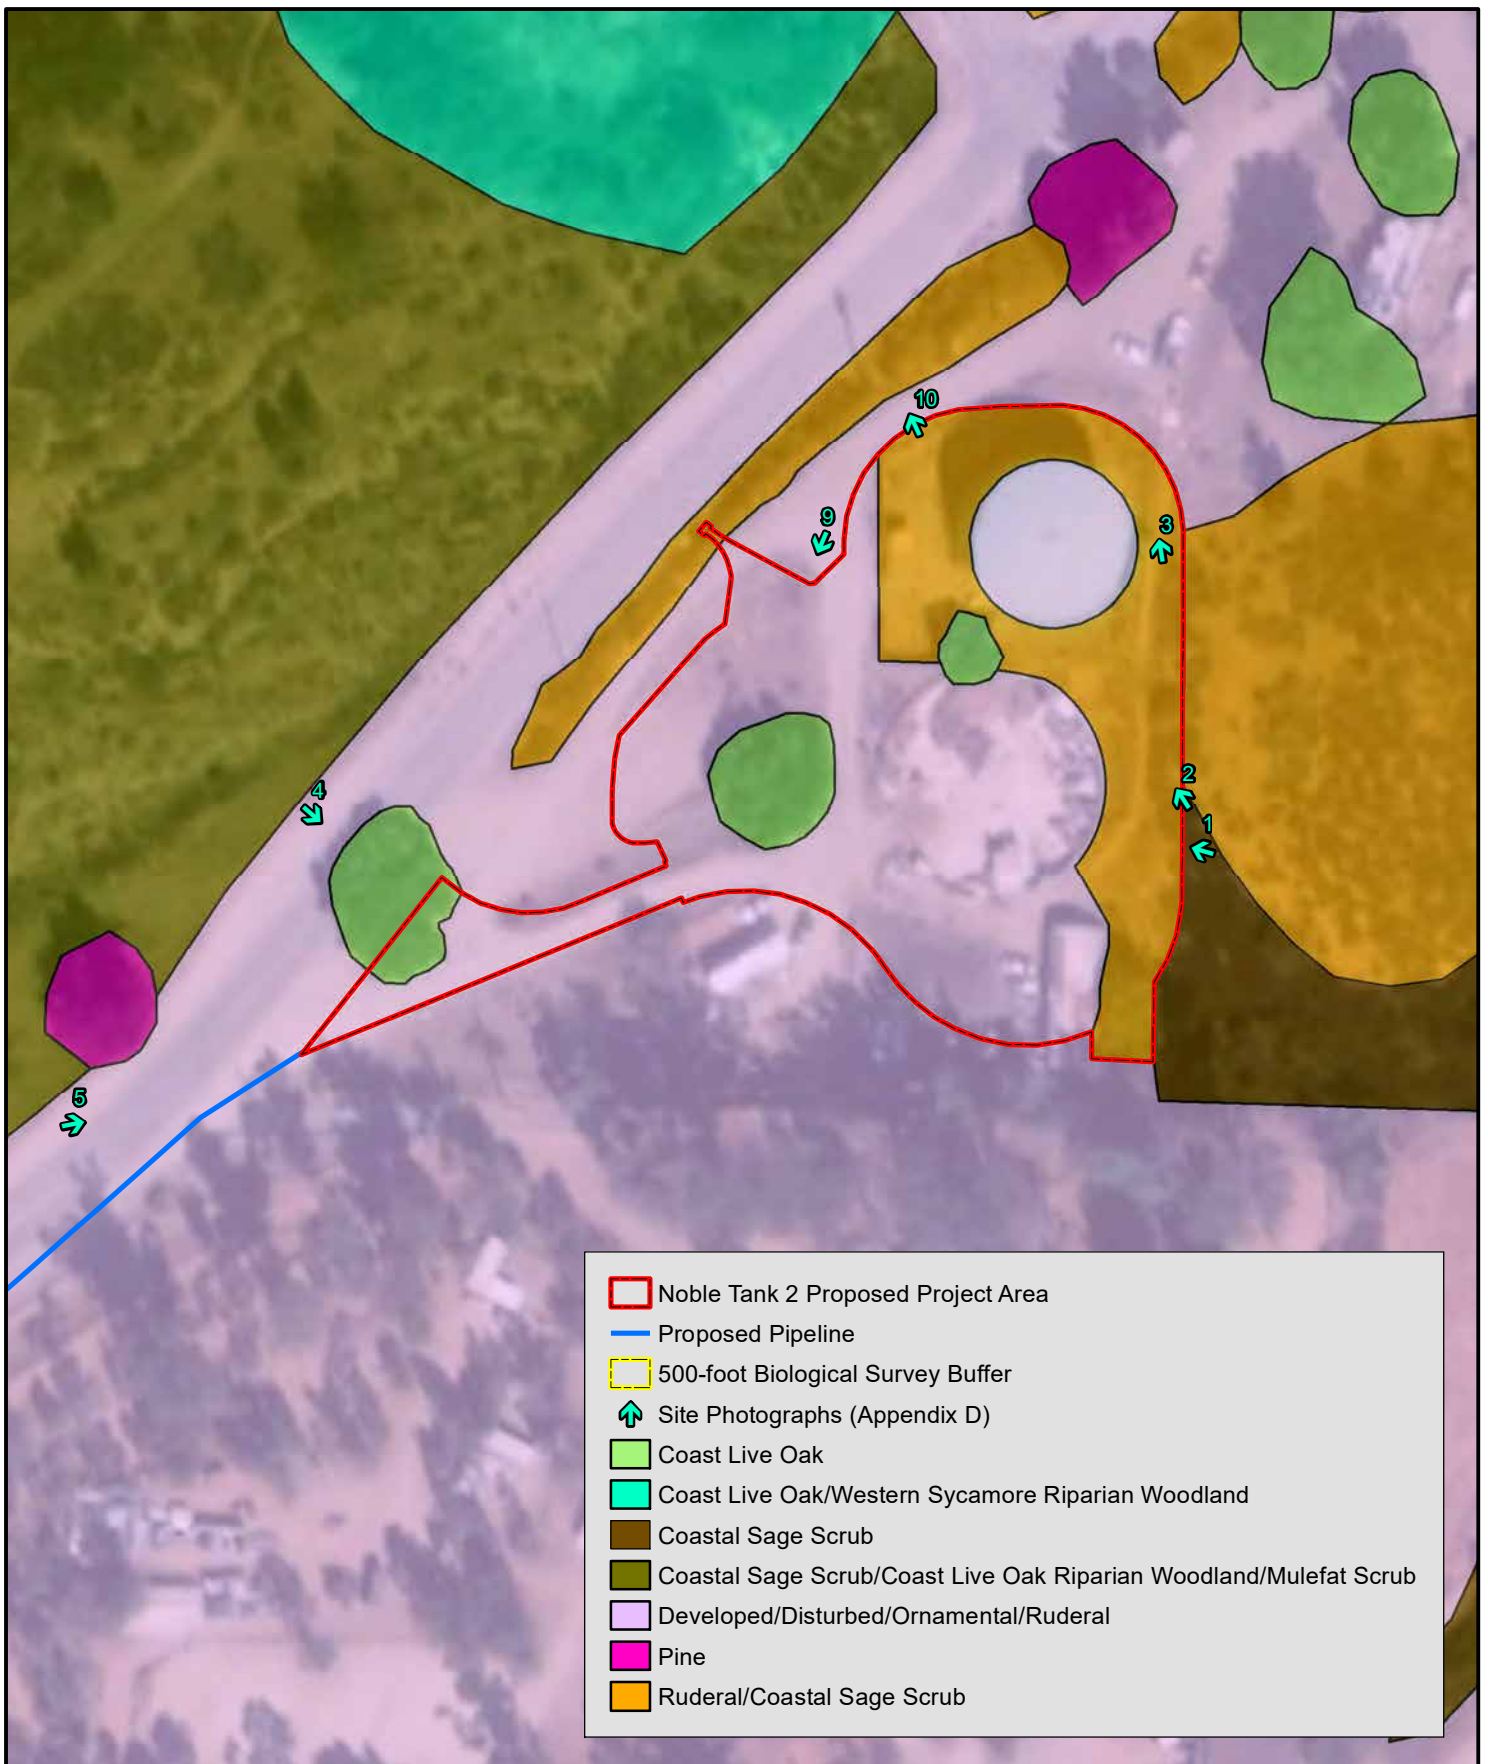 10
9
3
2
4
1
5
Noble Tank 2 Proposed Project Area
Proposed Pipeline
500-foot Biological Survey Buffer
Site Photographs (Appendix D)
Coast Live Oak
Coast Live Oak/Western Sycamore Riparian Woodland
Coastal Sage Scrub
Coastal Sage Scrub/Coast Live Oak Riparian Woodland/Mulefat Scrub
Developed/Disturbed/Ornamental/Ruderal
Pine
Ruderal/Coastal Sage Scrub